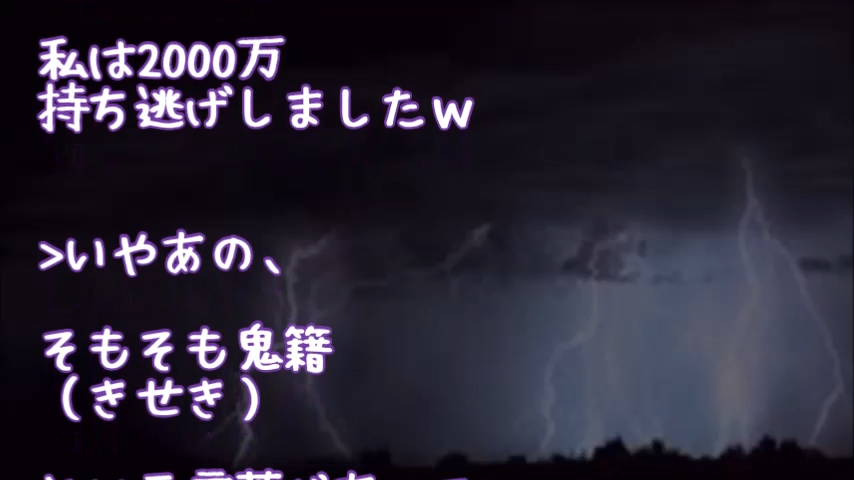 私は2000万
持ち逃げしましたｗ
>いやあの、
そもそも鬼籍
（きせき）